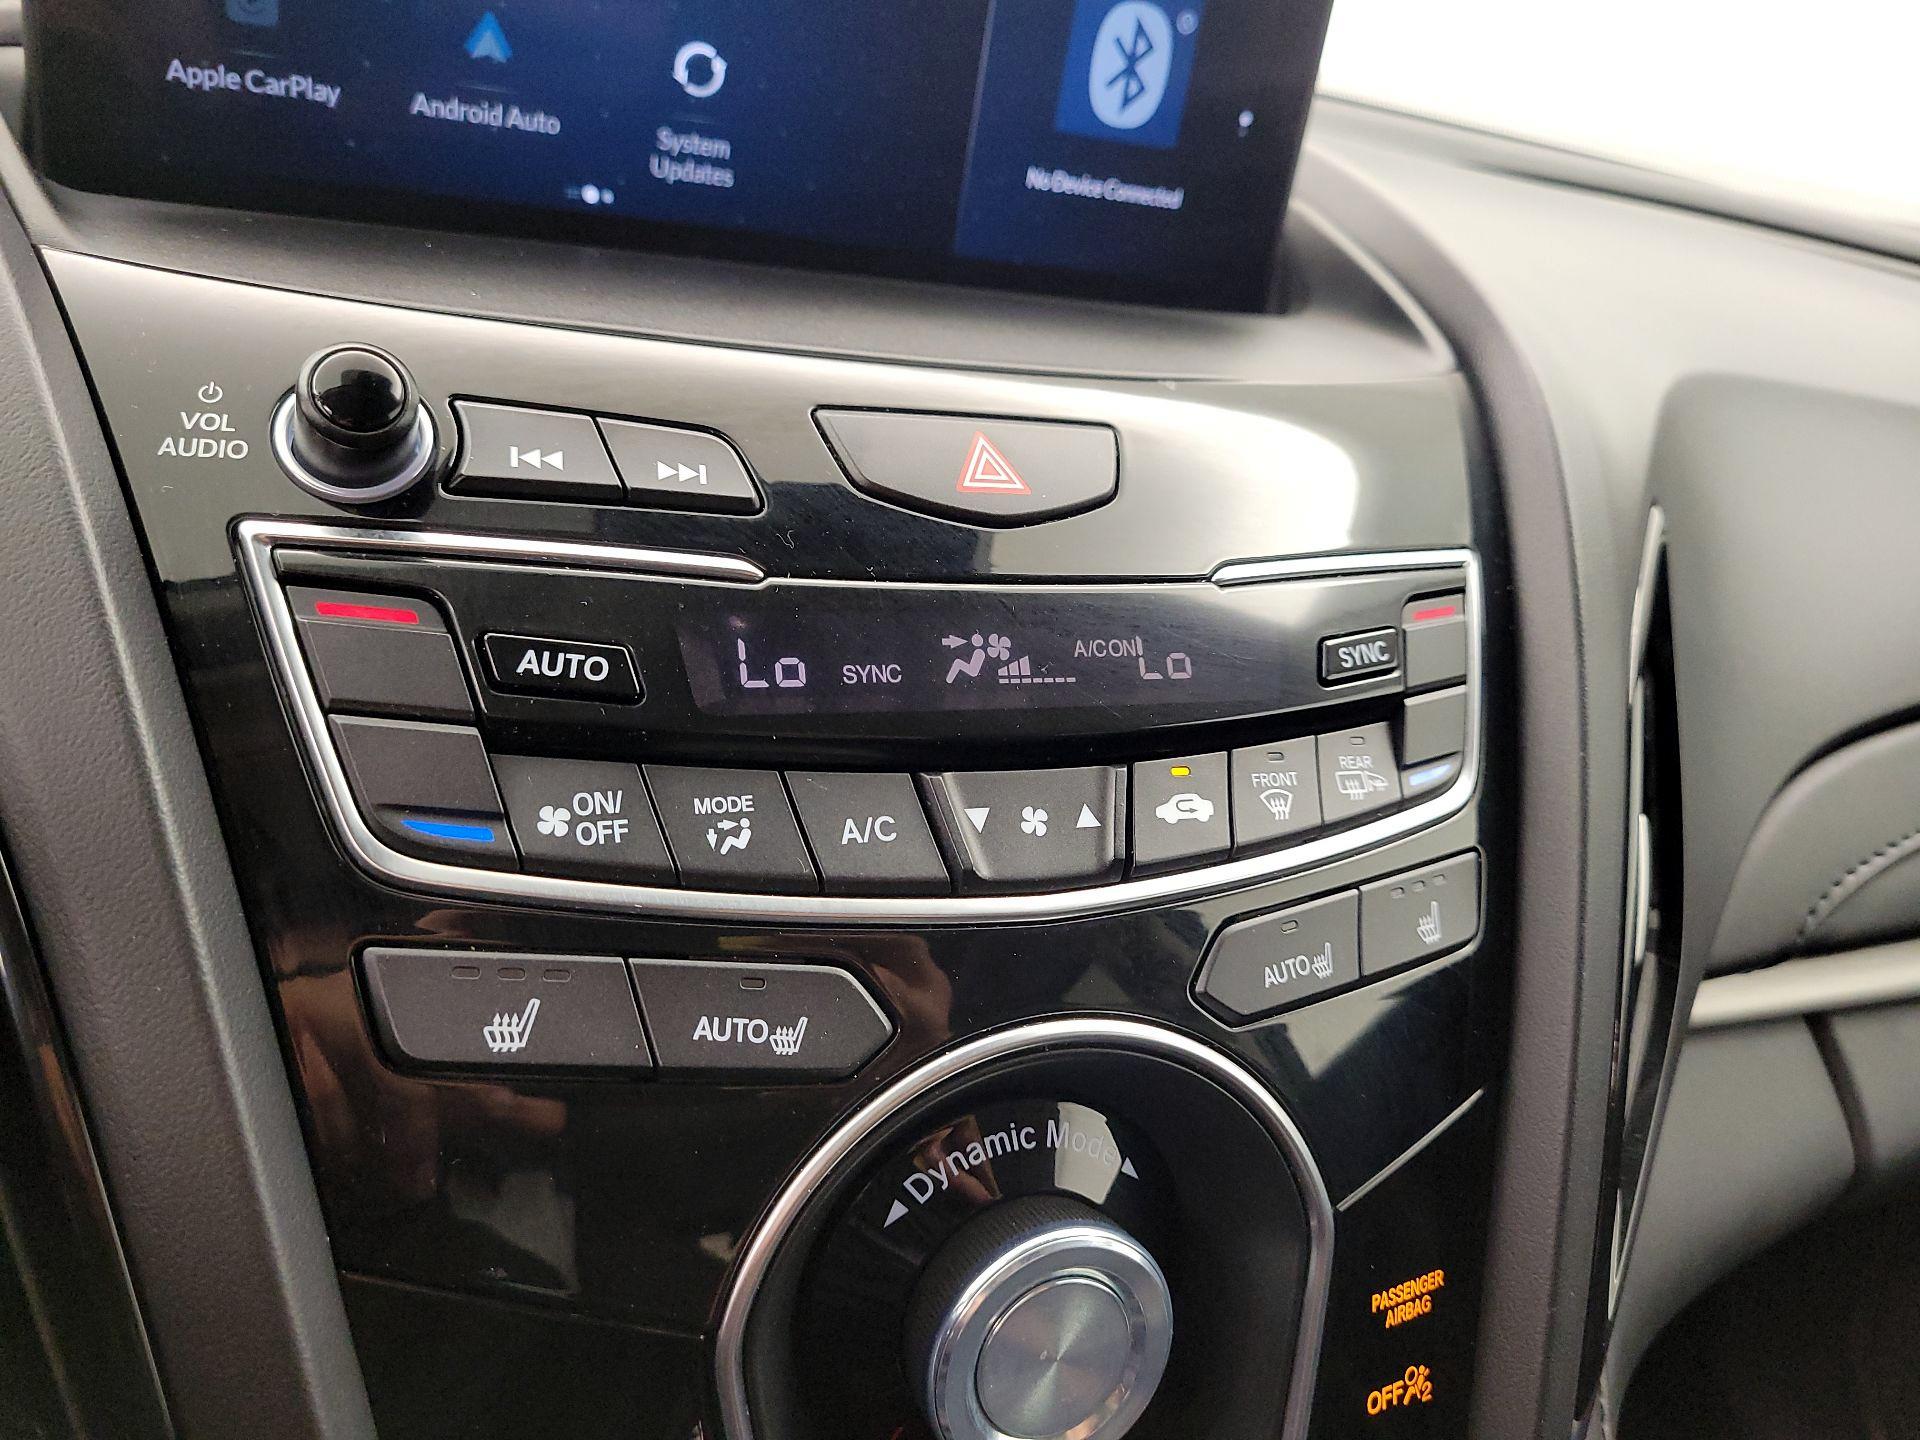 Apple CarPlay
Android Auto
System
Updates
No Device Connected
VOL
AUDIO
AUTO
Lo
SYNC
A/C ON
Lo
SYNC
ON/
OFF
MODE
A/C
FRONT
REAR
AUTO
AUTO
Dynamic Mode
PASSENGER
AIRBAG
OFF
2